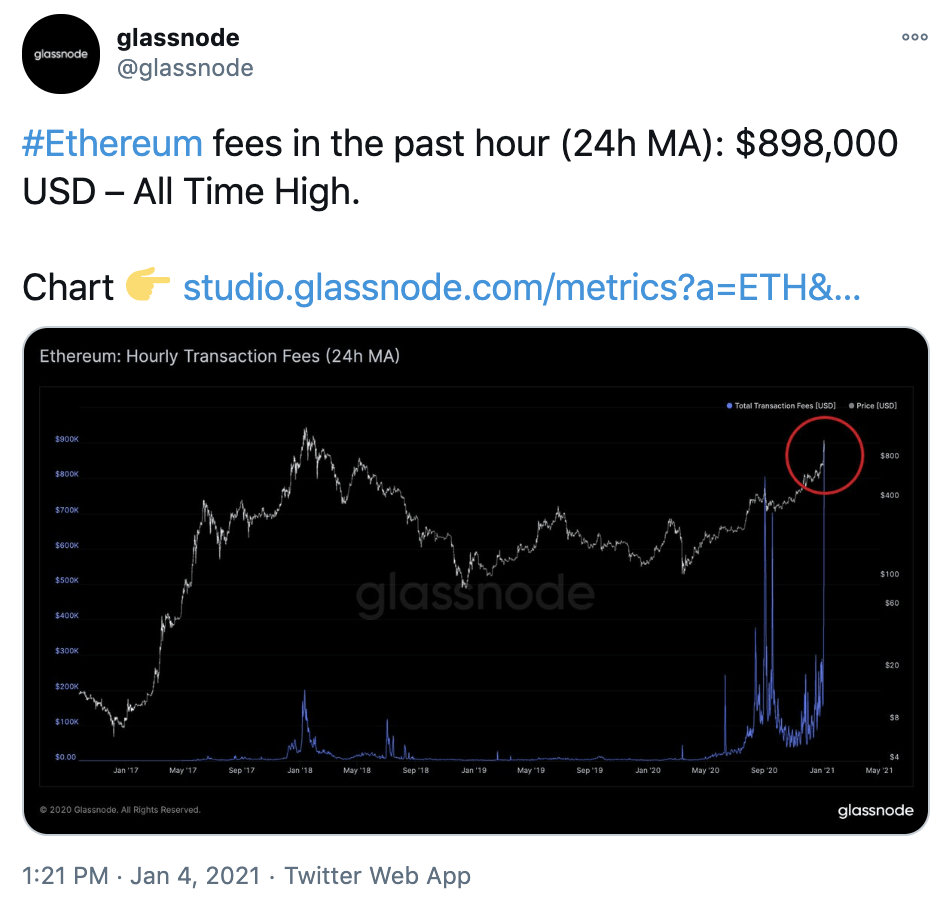 glassnode
glassnode
@glassnode
#Ethereum fees in the past hour (24h MA): $898,000
USD – All Time High.
Chart 👉 studio.glassnode.com/metrics?a=ETH&...
Ethereum: Hourly Transaction Fees (24h MA)
Total Transaction Fees [USD] Price [USD]
$900K
$800K
$700K
$600K
$500K
$400K
$300K
$200K
$100K
$0.00
$800
$400
$100
$60
$20
$8
$4
glassnode
Jan '17 May '17 Sep '17 Jan '18 May '18 Sep '18 Jan '19 May '19 Sep '19 Jan '20 May '20 Sep '20 Jan '21 May '21
© 2020 Glassnode. All Rights Reserved.
glassnode
1:21 PM · Jan 4, 2021 · Twitter Web App